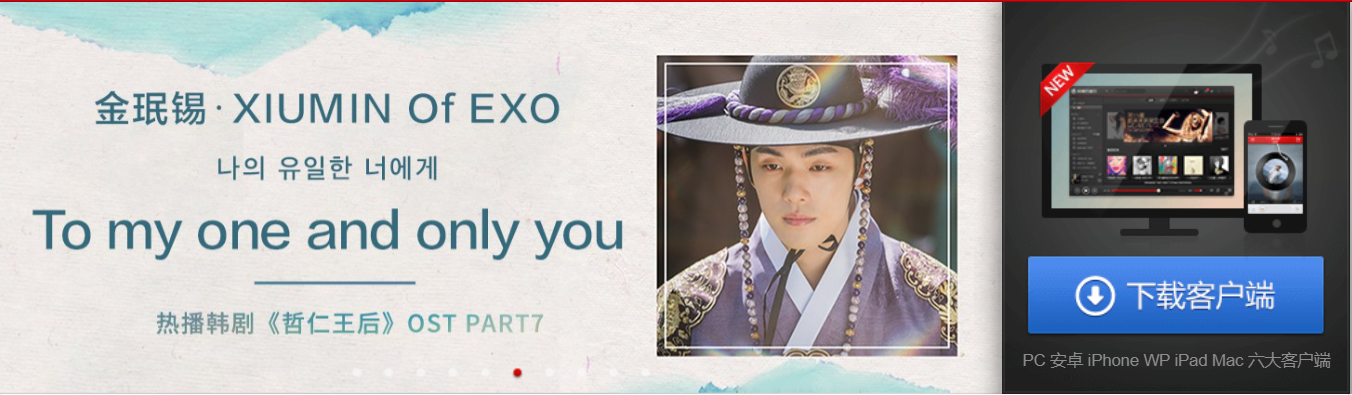 金珉锡·XIUMIN Of EXO
나의 유일한 너에게
To my one and only you
热播韩剧《哲仁王后》OST PART7
NEW
下载客户端
PC 安卓 iPhone WP iPad Mac 六大客户端